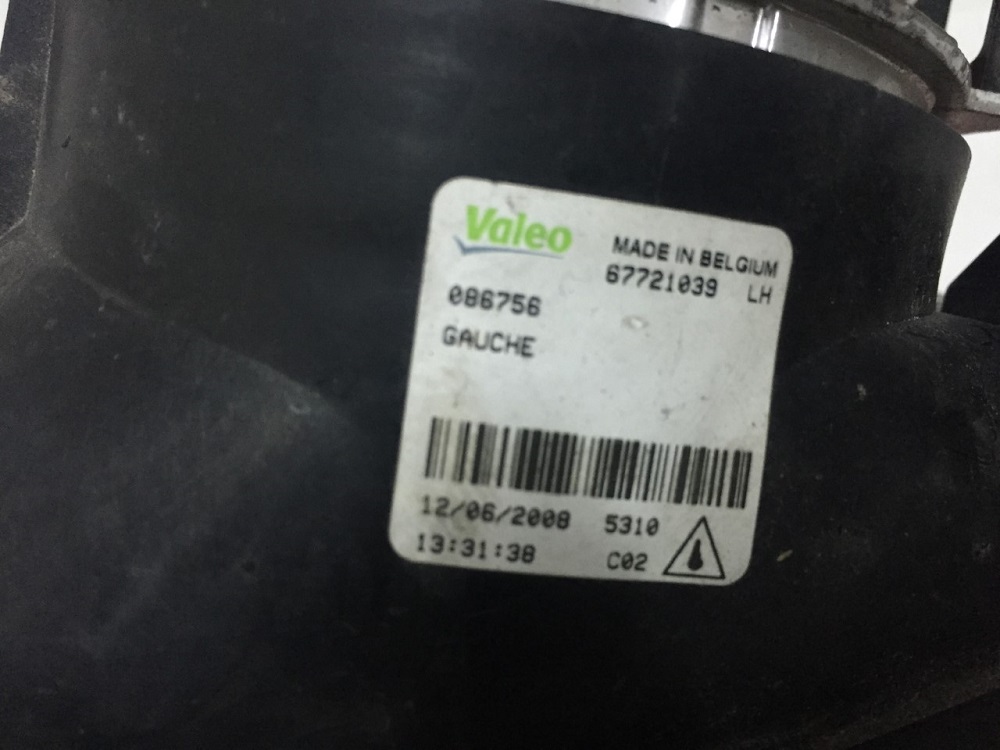 Valeo
MADE IN BELGIUM
67721039 LH
086756
GAUCHE
12/06/2008 5310
13:31:38 C02